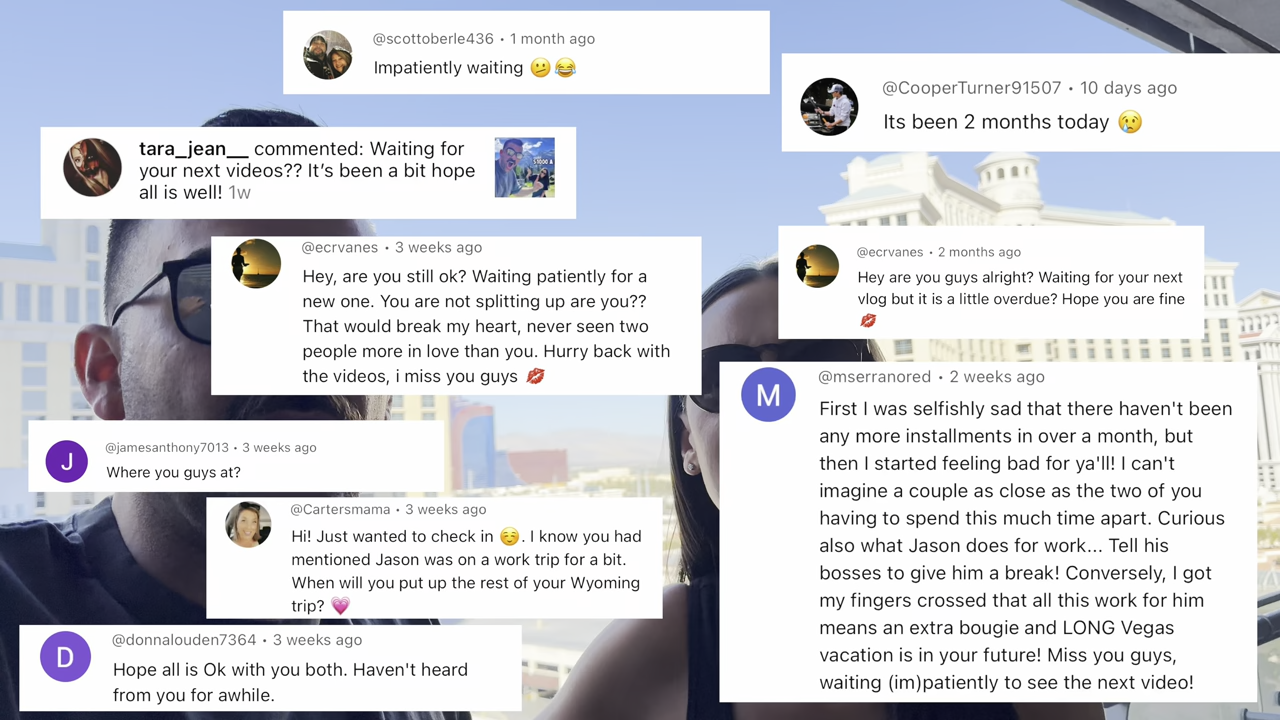 @scottoberle436 • 1 month ago
Impatiently waiting 🫤😂
@CooperTurner91507 • 10 days ago
Its been 2 months today 😢
tara_jean__ commented: Waiting for
your next videos?? It’s been a bit hope
all is well! 1w
@ecrvanes • 3 weeks ago
Hey, are you still ok? Waiting patiently for a
new one. You are not splitting up are you??
That would break my heart, never seen two
people more in love than you. Hurry back with
the videos, i miss you guys 💋
@ecrvanes • 2 months ago
Hey are you guys alright? Waiting for your next
vlog but it is a little overdue? Hope you are fine
💋
@jamesanthony7013 • 3 weeks ago
Where you guys at?
@mserranored • 2 weeks ago
First I was selfishly sad that there haven't been
any more installments in over a month, but
then I started feeling bad for ya'll! I can't
imagine a couple as close as the two of you
having to spend this much time apart. Curious
also what Jason does for work... Tell his
bosses to give him a break! Conversely, I got
my fingers crossed that all this work for him
means an extra bougie and LONG Vegas
vacation is in your future! Miss you guys,
waiting (im)patiently to see the next video!
M
J
@Cartersmama • 3 weeks ago
Hi! Just wanted to check in ☺️. I know you had
mentioned Jason was on a work trip for a bit.
When will you put up the rest of your Wyoming
trip? 💗
D
@donnalouden7364 • 3 weeks ago
Hope all is Ok with you both. Haven't heard
from you for awhile.